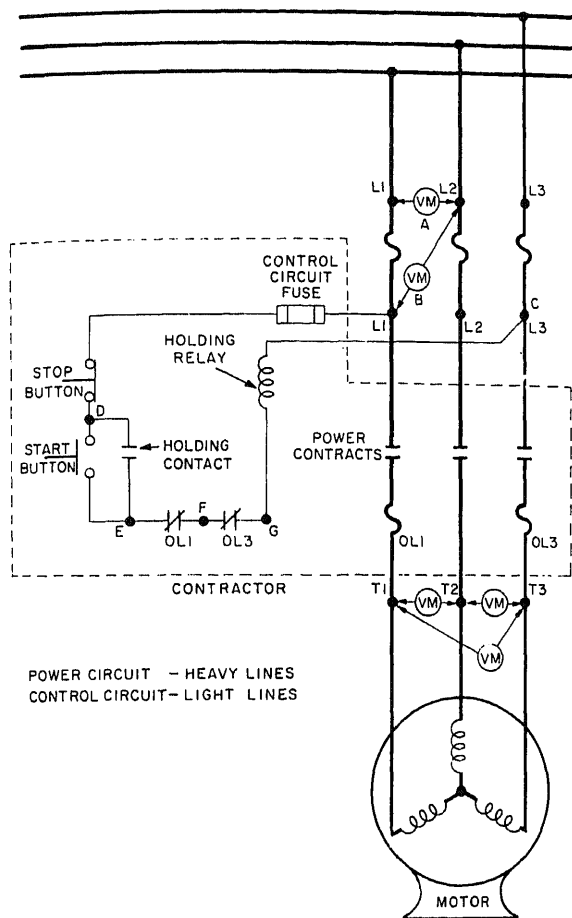 L1
VM
A
L2
L3
VM
B
CONTROL
CIRCUIT
FUSE
L1
L2
C
L3
HOLDING
RELAY
STOP
BUTTON
D
START
BUTTON
HOLDING
CONTACT
POWER
CONTRACTS
E
OL1
F
OL3
G
OL1
OL3
CONTRACTOR
T1
VM
T2
VM
T3
VM
POWER CIRCUIT - HEAVY LINES
CONTROL CIRCUIT- LIGHT LINES
MOTOR